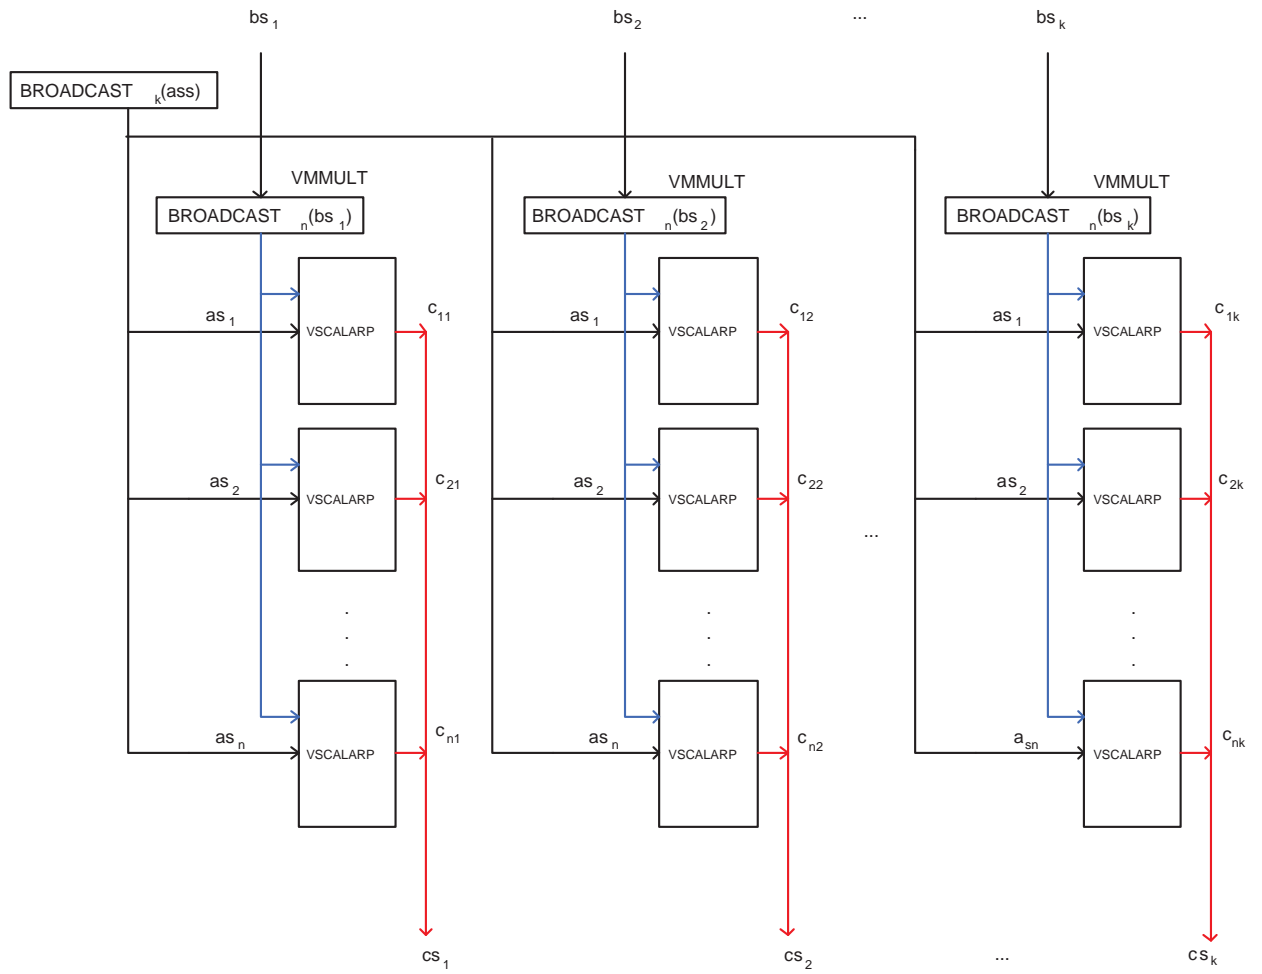 bs 1 bs 2 ... bs k
BROADCAST k(ass)
VMMULT VMMULT VMMULT
BROADCAST n(bs 1) BROADCAST n(bs 2) BROADCAST n(bs k)
as 1 VSCALARP c 11 as 1 VSCALARP c 12 as 1 VSCALARP c 1k
as 2 VSCALARP c 21 as 2 VSCALARP c 22 ... as 2 VSCALARP c 2k
. . .
. . .
. . .
as n VSCALARP c n1 as n VSCALARP c n2 a sn VSCALARP c nk
cs 1 cs 2 ... cs k